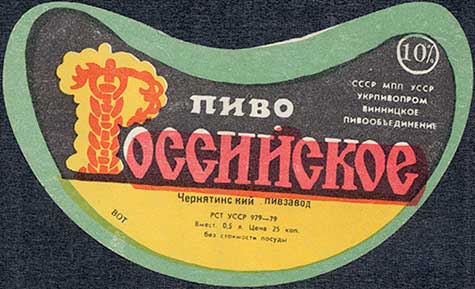 10%
СССР МПП УССР
УКРПИВОПРОМ
ВИННИЦКОЕ
ПИВООБЪЕДИНЕНИЕ
ПИВО
РОССИЙСКОЕ
Чернятинский пивзавод
РСТ УССР 979—79
Вмест. 0,5 л. Цена 25 коп.
без стоимости посуды
ВОТ